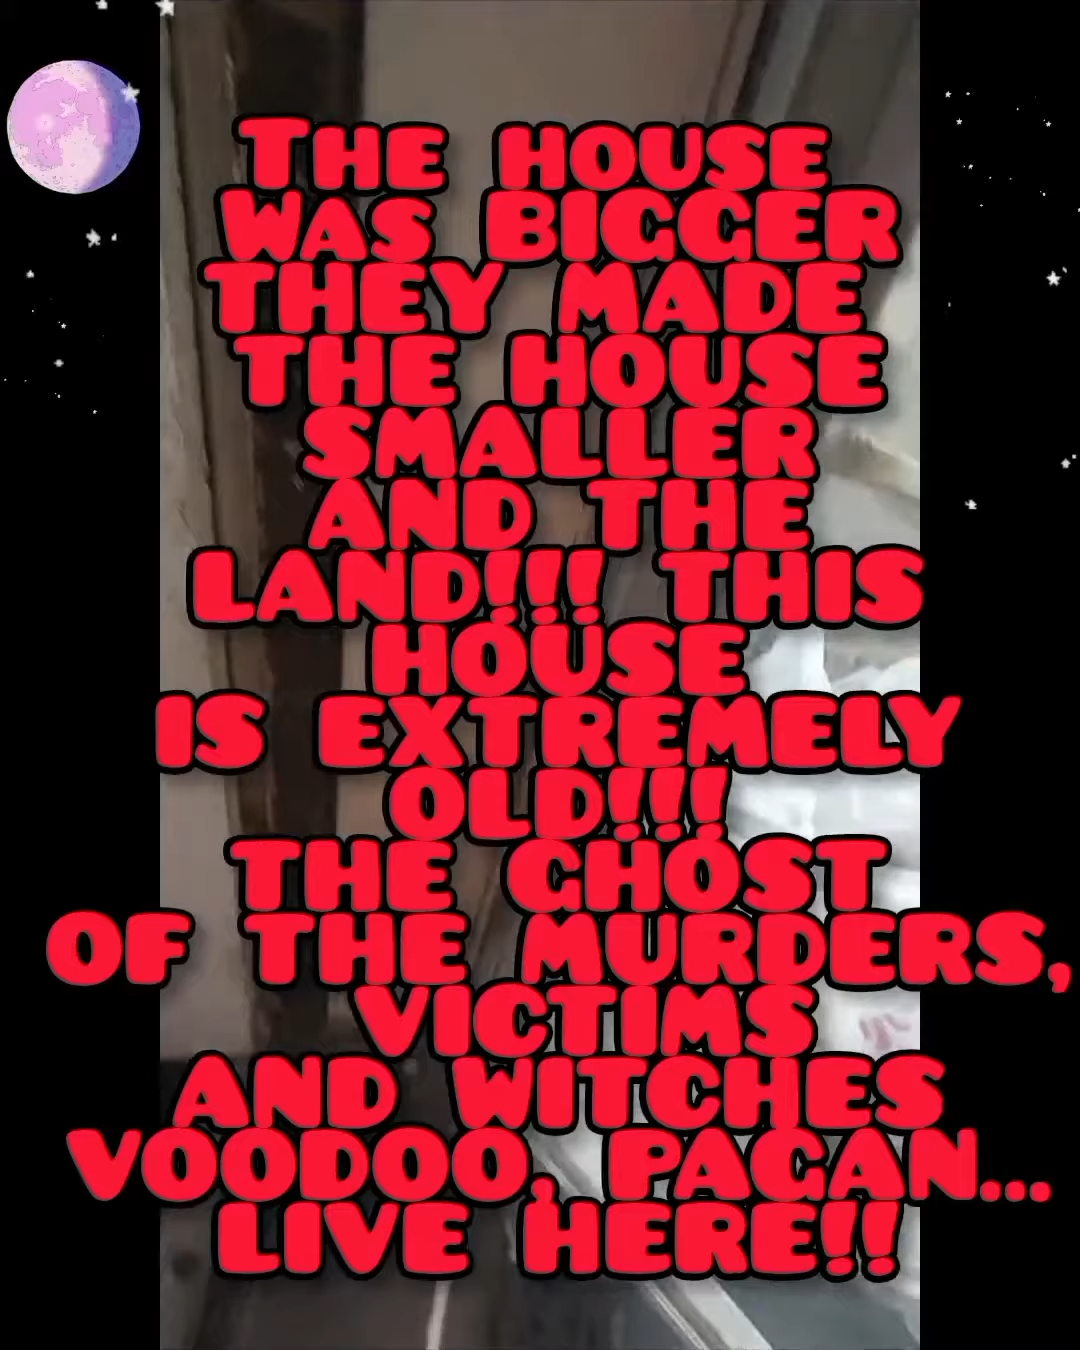 THE HOUSE
WAS BIGGER
THEY MADE
THE HOUSE
SMALLER
AND THE
LAND!!! THIS
HOUSE
IS EXTREMELY
OLD!!!
THE GHOST
OF THE MURDERS,
VICTIMS
AND WITCHES
VOODOO, PAGAN...
LIVE HERE!!